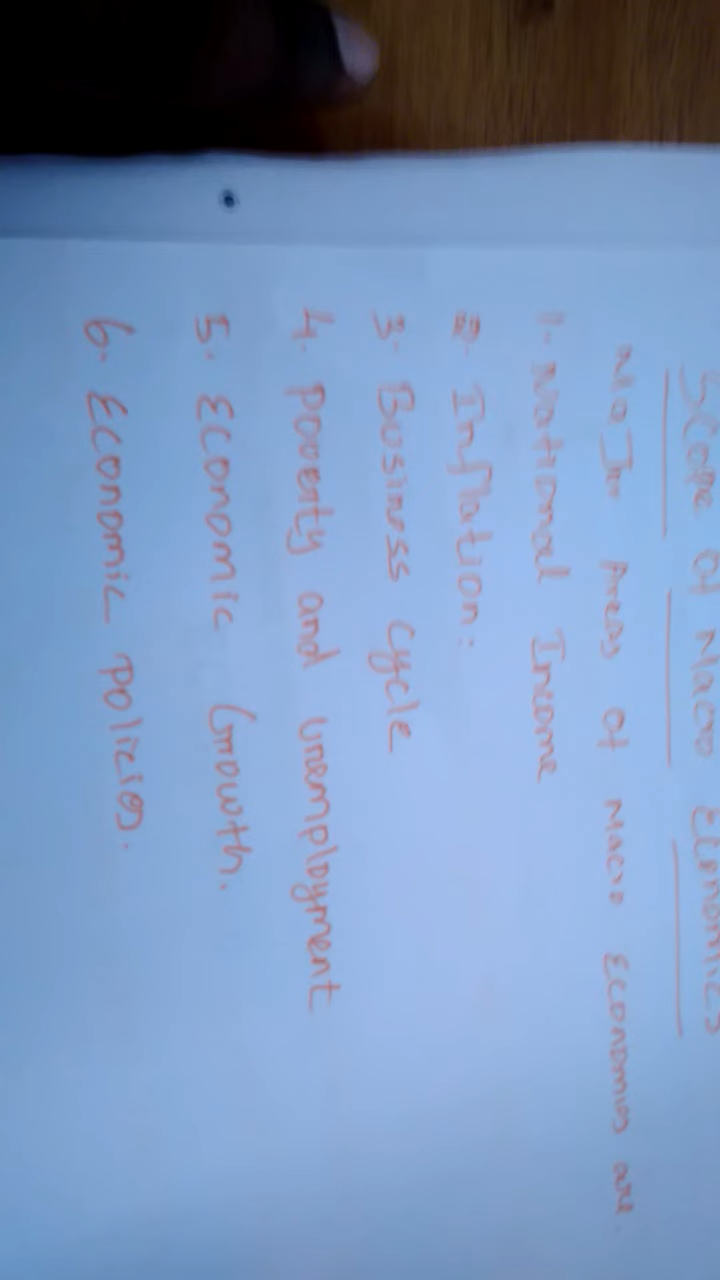 Scope of Macro Economics
Major Areas of Macro Economics are.
1. National Income
2. Inflation:
3. Business cycle
4. Poverty and unemployment
5. Economic Growth.
6. Economic policies.